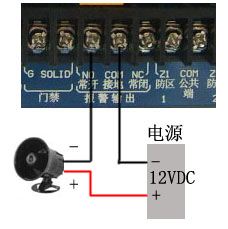 G SOLID NO COM NC Z1 COM Z
门禁 常开 接地 常闭 防区 公共 防
报警输出 1 端 2
电源
− 
12VDC
+
−
+